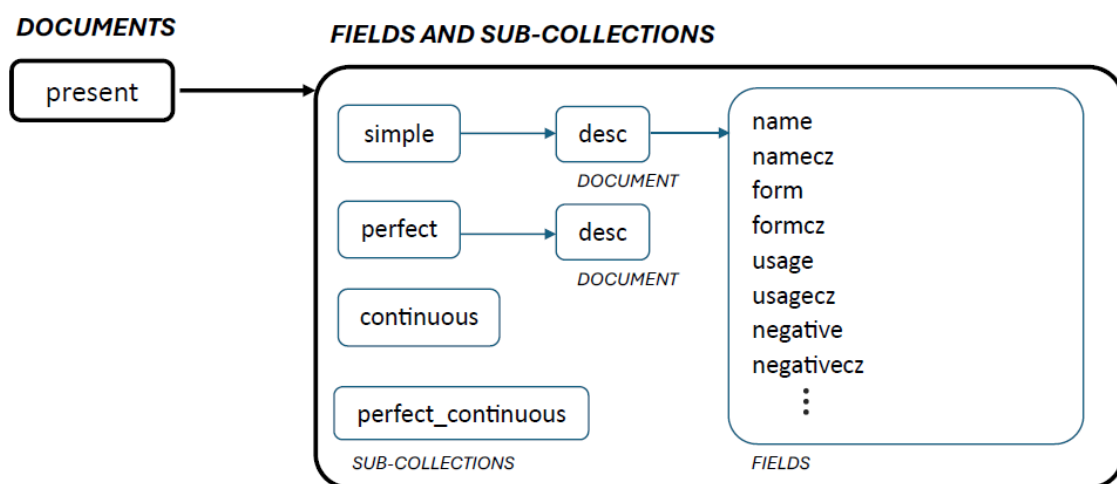 DOCUMENTS
FIELDS AND SUB-COLLECTIONS
present
simple
desc
DOCUMENT
perfect
desc
DOCUMENT
continuous
perfect_continuous
SUB-COLLECTIONS
name
namecz
form
formcz
usage
usagecz
negative
negativecz
⋮
FIELDS